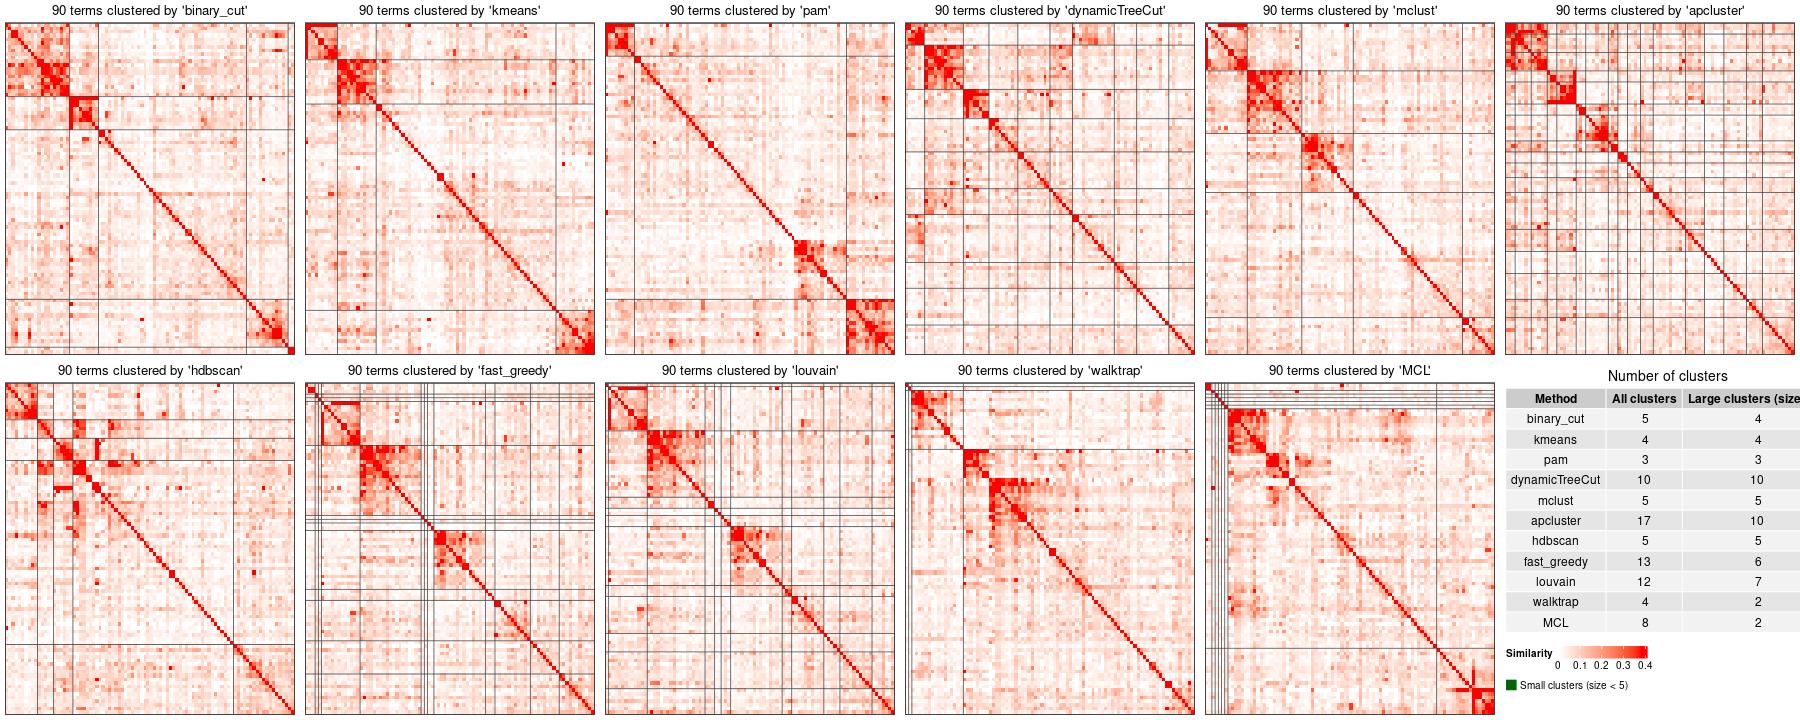 90 terms clustered by 'binary_cut'
90 terms clustered by 'kmeans'
90 terms clustered by 'pam'
90 terms clustered by 'dynamicTreeCut'
90 terms clustered by 'mclust'
90 terms clustered by 'apcluster'
90 terms clustered by 'hdbscan'
90 terms clustered by 'fast_greedy'
90 terms clustered by 'louvain'
90 terms clustered by 'walktrap'
90 terms clustered by 'MCL'
Number of clusters
Method All clusters Large clusters (size
binary_cut 5 4
kmeans 4 4
pam 3 3
dynamicTreeCut 10 10
mclust 5 5
apcluster 17 10
hdbscan 5 5
fast_greedy 13 6
louvain 12 7
walktrap 4 2
MCL 8 2
Similarity
0 0.1 0.2 0.3 0.4
Small clusters (size < 5)